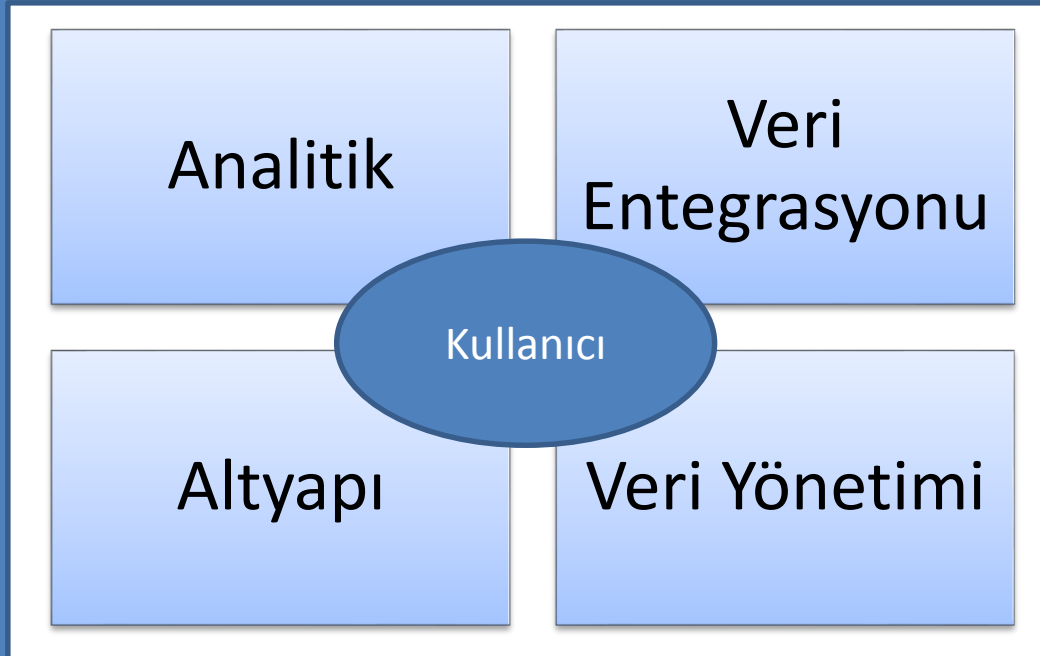 Analitik
Veri
Entegrasyonu
Kullanıcı
Altyapı
Veri Yönetimi